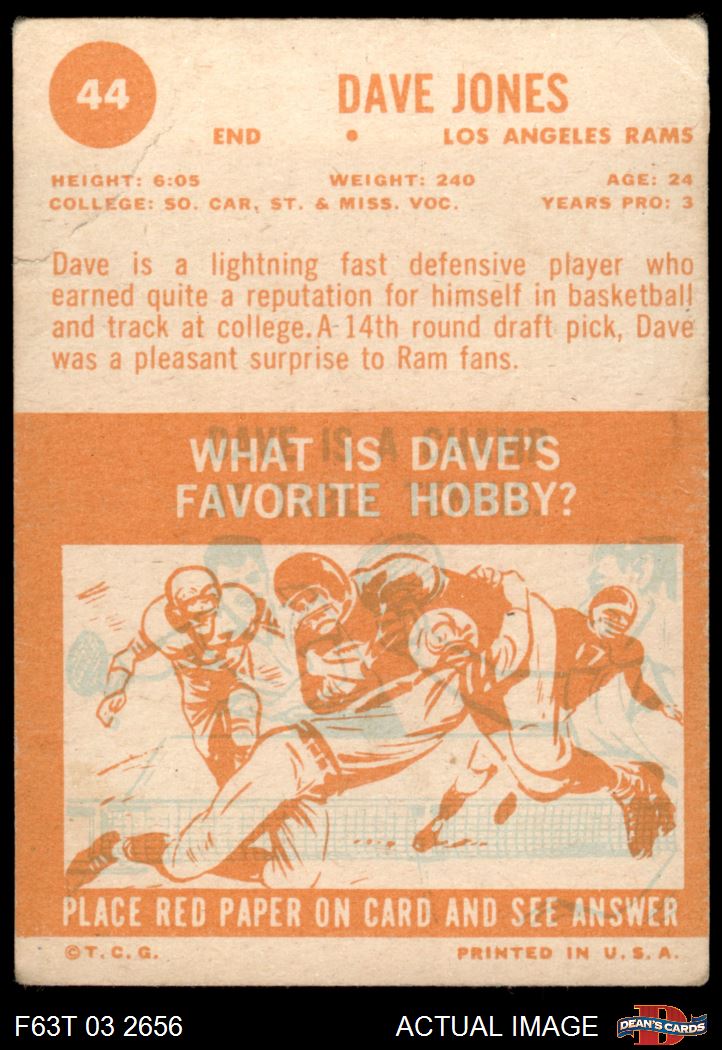 44
DAVE JONES
END • LOS ANGELES RAMS
HEIGHT: 6:05 WEIGHT: 240 AGE: 24
COLLEGE: SO. CAR, ST. & MISS. VOC. YEARS PRO: 3
Dave is a lightning fast defensive player who
earned quite a reputation for himself in basketball
and track at college. A 14th round draft pick, Dave
was a pleasant surprise to Ram fans.
DAVE IS A CHAMP
WHAT IS DAVE'S
FAVORITE HOBBY?
PLACE RED PAPER ON CARD AND SEE ANSWER
© T. C. G. PRINTED IN U. S. A.
F63T 03 2656 ACTUAL IMAGE DEAN'S CARDS